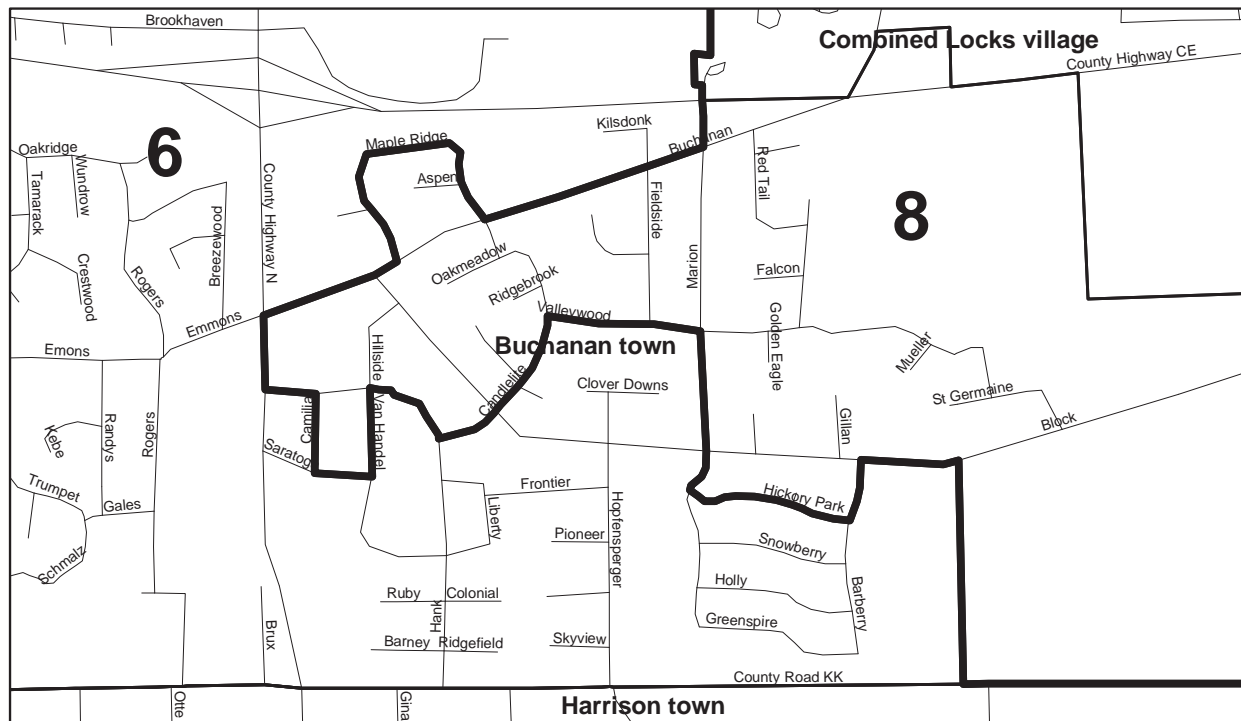 Brookhaven
Combined Locks village
County Highway CE
Kilsdonk
Buchanan
Maple Ridge
6
Oakridge
Wundrow
Tamarack
Aspen
Red Tail
County Highway N
Fieldside
8
Breezewood
Crestwood
Rogers
Oakmeadow
Marion
Falcon
Ridgebrook
Valleywood
Emmons
Golden Eagle
Emons
Hillside
Buchanan town
Mueller
Clover Downs
Candlelite
St Germaine
Camilia
Van Handel
Gillan
Block
Kebe
Randys
Rogers
Saratog
Trumpet
Gales
Frontier
Liberty
Hopfensperger
Hickory Park
Pioneer
Snowberry
Schmalz
Holly
Barberry
Ruby
Colonial
Hank
Greenspire
Brux
Barney
Ridgefield
Skyview
County Road KK
Otte
Gina
Harrison town